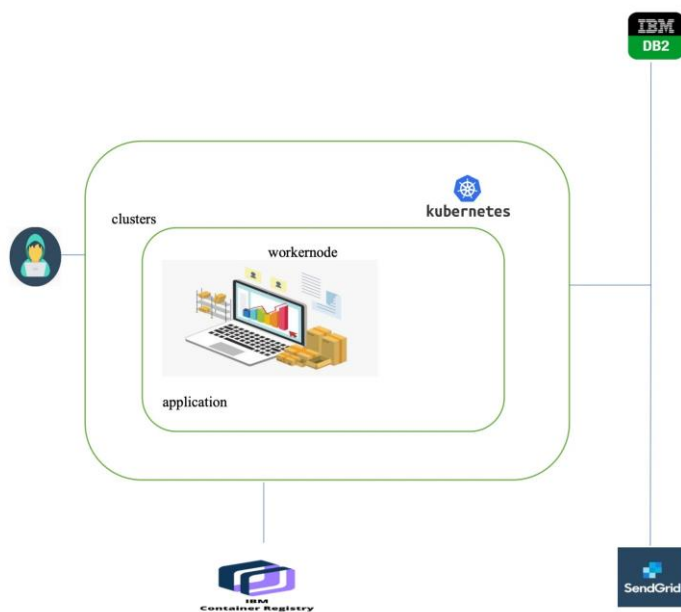 IBM
DB2
kubernetes
clusters
workernode
application
IBM
Container Registry
SendGrid